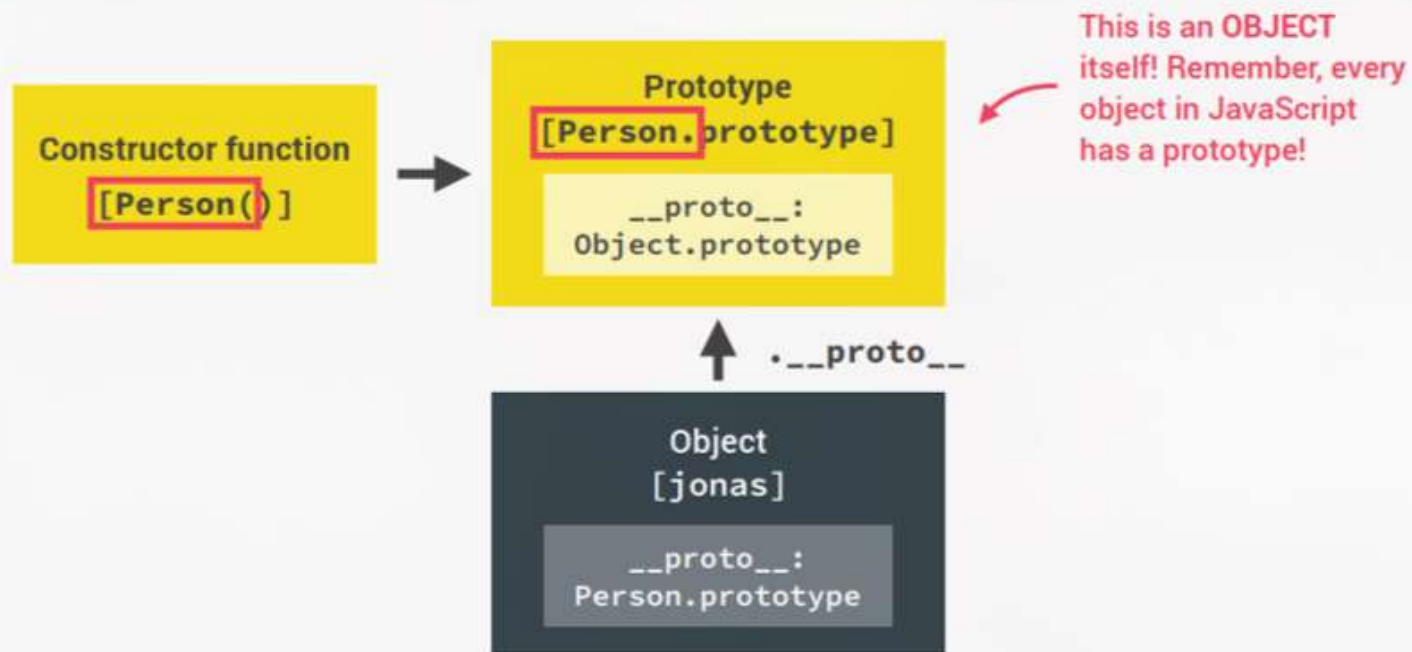 Constructor function
[Person()]
Prototype
[Person.prototype]
__proto__:
Object.prototype
This is an OBJECT
itself! Remember, every
object in JavaScript
has a prototype!
.__proto__
Object
[jonas]
__proto__:
Person.prototype